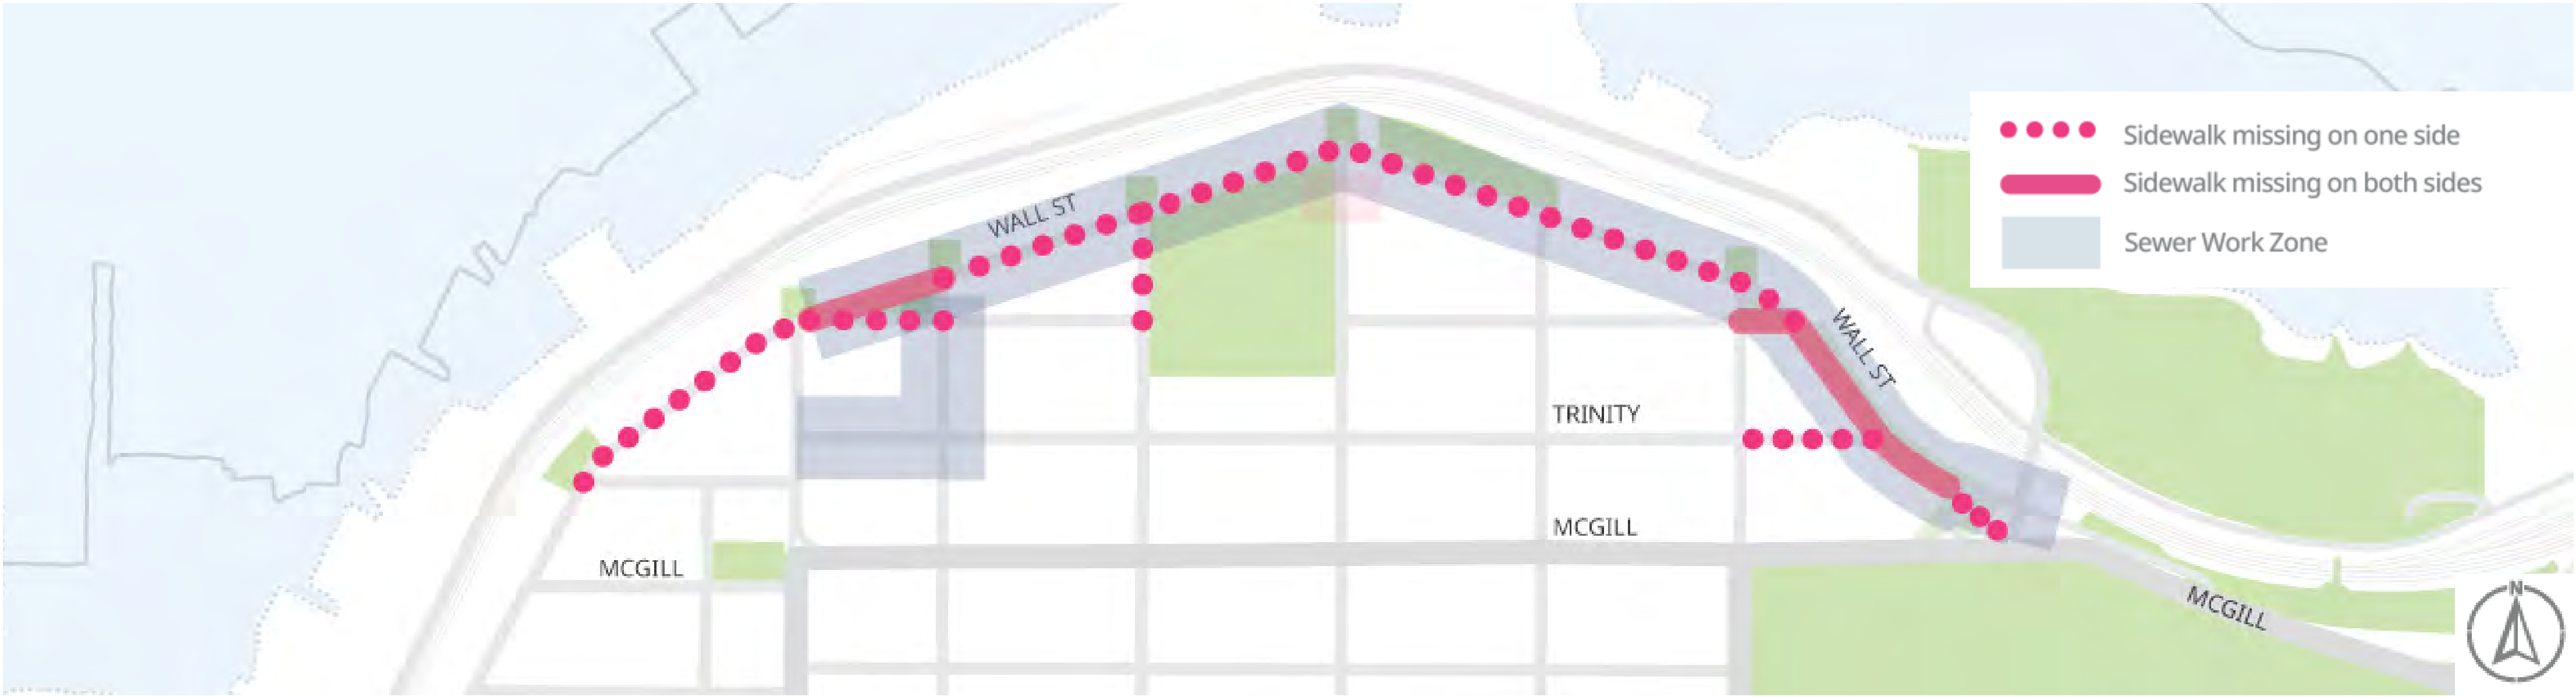 Sidewalk missing on one side
Sidewalk missing on both sides
Sewer Work Zone
WALL ST
WALL ST
TRINITY
MCGILL
MCGILL
MCGILL
N